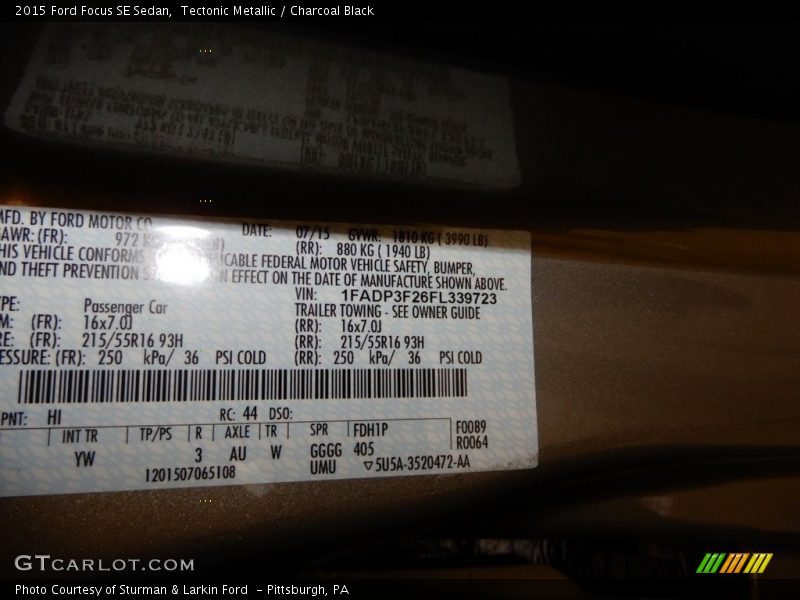 2015 Ford Focus SE Sedan,  Tectonic Metallic / Charcoal Black
MFD. BY FORD MOTOR CO. DATE: 07/15 GVWR: 1810 KG ( 3990 LB)
GAWR: (FR): 972 (RR): 880 KG ( 1940 LB)
THIS VEHICLE CONFORMS FEDERAL MOTOR VEHICLE SAFETY, BUMPER,
AND THEFT PREVENTION IN EFFECT ON THE DATE OF MANUFACTURE SHOWN ABOVE.
VIN: 1FADP3F26FL339723
TYPE: Passenger Car TRAILER TOWING - SEE OWNER GUIDE
(FR): 16x7.0J (RR): 16x7.0J
(FR): 215/55R16 93H (RR): 215/55R16 93H
PRESSURE: (FR): 250 kPa/ 36 PSI COLD (RR): 250 kPa/ 36 PSI COLD
PNT: HI RC: 44 DSO:
INT TR TP/PS R AXLE TR SPR FDH1P F0089
R0064
YW 3 AU W GGGG 405
1201507065108 UMU ▽5U5A-3520472-AA
GTCARLOT.COM
Photo Courtesy of Sturman & Larkin Ford  - Pittsburgh, PA